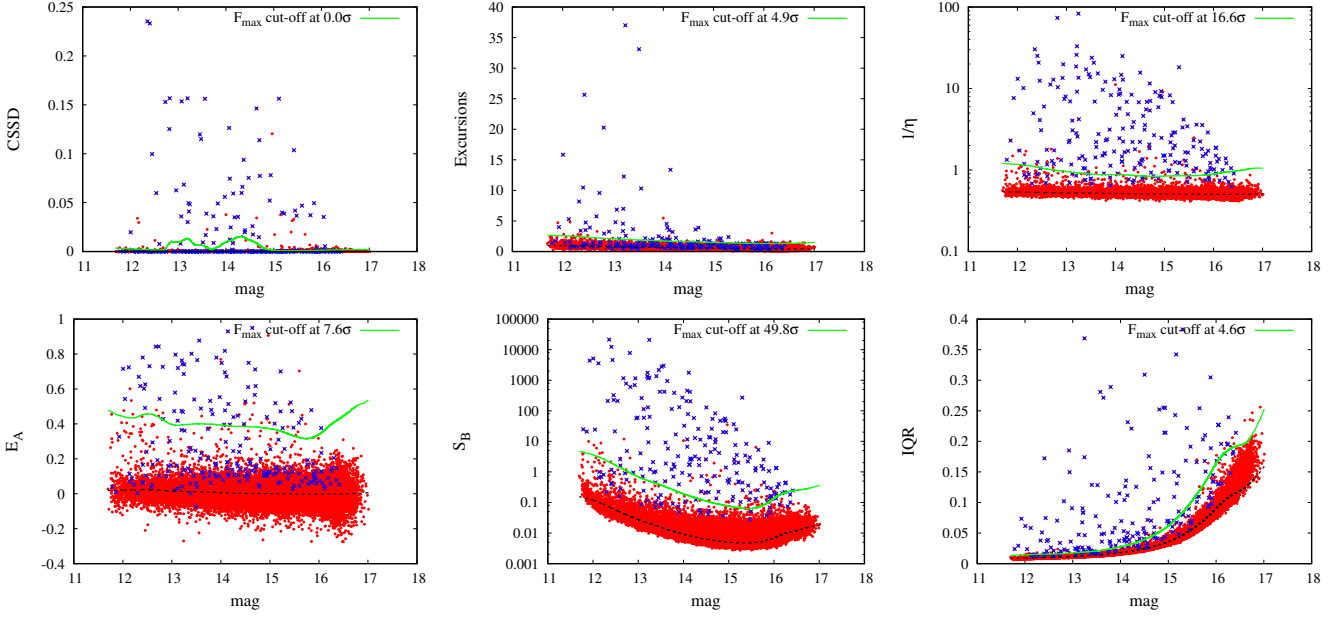 F_max cut-off at 0.0σ
0.25
0.2
0.15
0.1
0.05
0
CSSD
11 12 13 14 15 16 17 18
mag
F_max cut-off at 4.9σ
40
35
30
25
20
15
10
5
0
Excursions
11 12 13 14 15 16 17 18
mag
F_max cut-off at 16.6σ
100
10
1
0.1
1/η
11 12 13 14 15 16 17 18
mag
F_max cut-off at 7.6σ
1
0.8
0.6
0.4
0.2
0
-0.2
-0.4
E_A
11 12 13 14 15 16 17 18
mag
F_max cut-off at 49.8σ
100000
10000
1000
100
10
1
0.1
0.01
0.001
S_B
11 12 13 14 15 16 17 18
mag
F_max cut-off at 4.6σ
0.4
0.35
0.3
0.25
0.2
0.15
0.1
0.05
0
IQR
11 12 13 14 15 16 17 18
mag